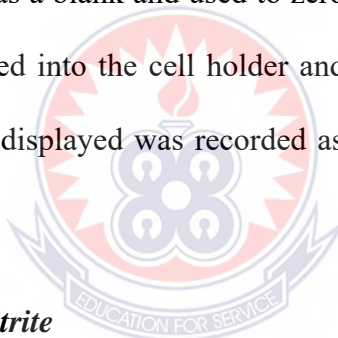 as a blank and used to zero
ed into the cell holder and
displayed was recorded as
trite
EDUCATION FOR SERVICE